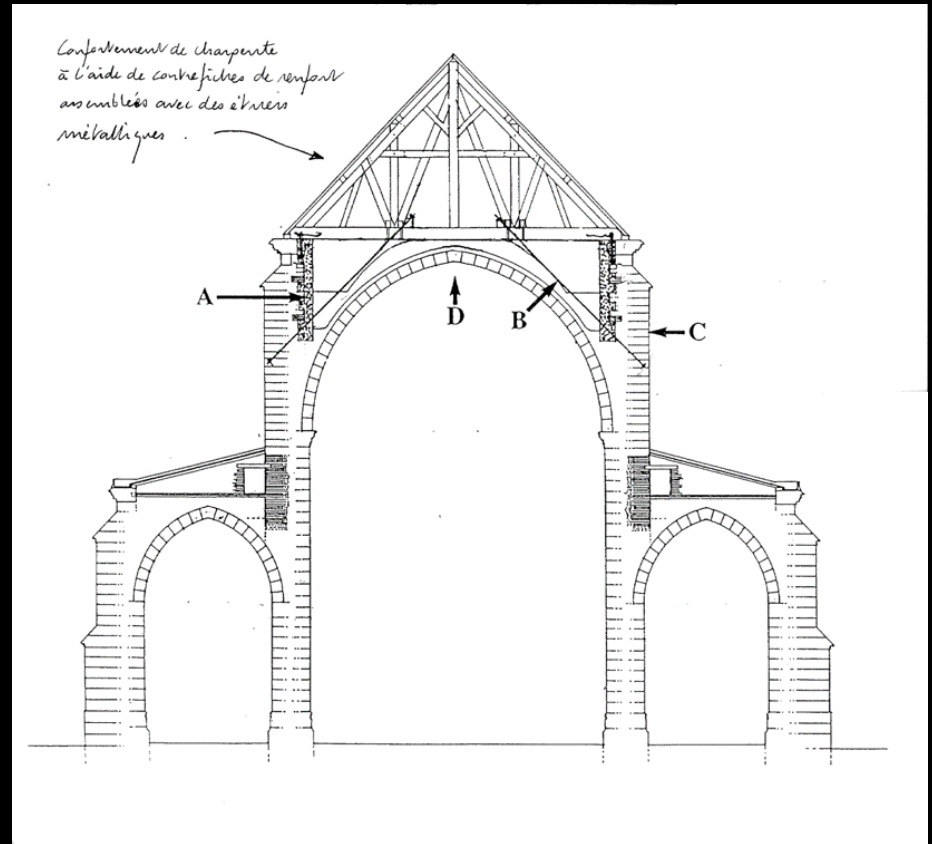 Confortement de charpente
à l'aide de contrefiches de renfort
assemblées avec des étriers
métalliques .
A
D
B
C